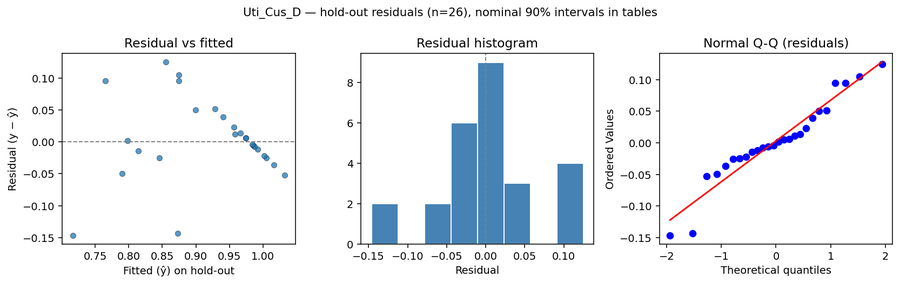 Uti_Cus_D — hold-out residuals (n=26), nominal 90% intervals in tables
Residual vs fitted
Residual (y − ŷ)
0.10
0.05
0.00
−0.05
−0.10
−0.15
0.75 0.80 0.85 0.90 0.95 1.00
Fitted (ŷ) on hold-out
Residual histogram
8
6
4
2
0
−0.15 −0.10 −0.05 0.00 0.05 0.10
Residual
Normal Q-Q (residuals)
Ordered Values
0.10
0.05
0.00
−0.05
−0.10
−0.15
−2 −1 0 1 2
Theoretical quantiles